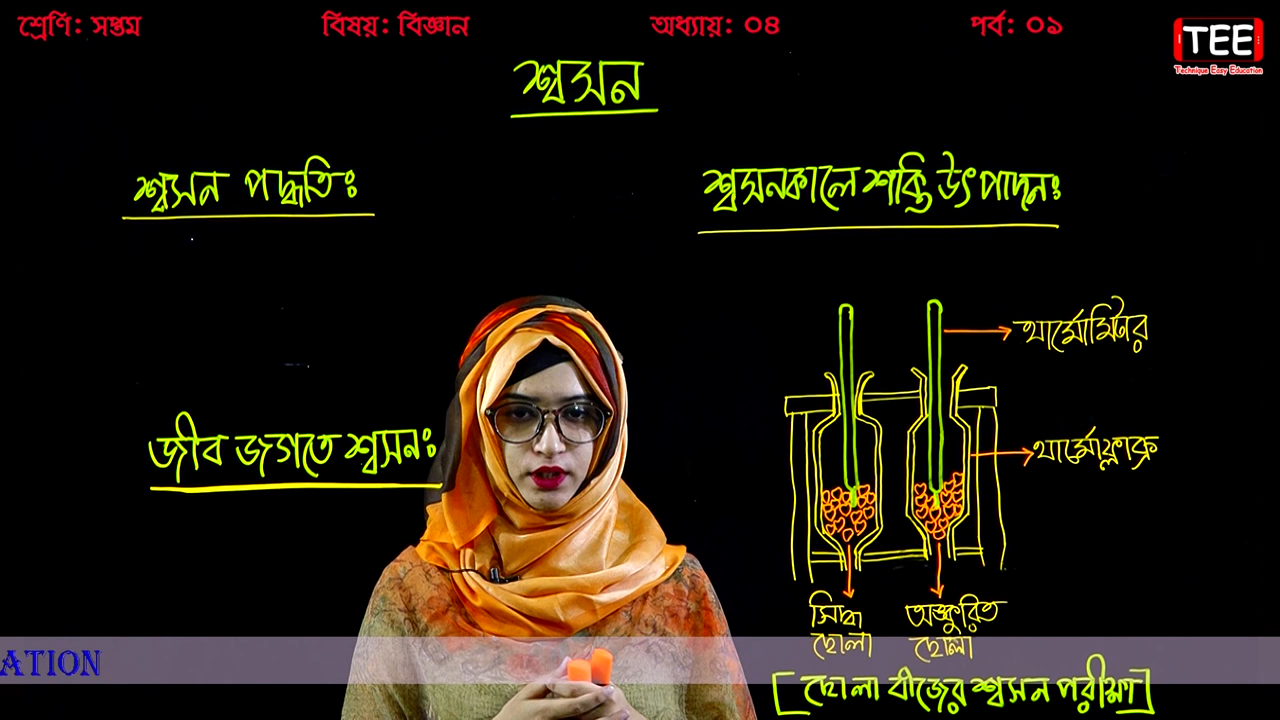 শ্রেণি: সপ্তম
বিষয়: বিজ্ঞান
অধ্যায়: ০৪
পর্ব: ০১
TEE
Technique Easy Education
শ্বসন
শ্বসন পদ্ধতিঃ
শ্বসনকালে শক্তি উৎপাদনঃ
থার্মোমিটার
জীব জগতে শ্বসনঃ
থার্মোফ্লাক্স
সিদ্ধ ছোলা
অঙ্কুরিত ছোলা
ATION
[ছোলা বীজের শ্বসন পরীক্ষা]